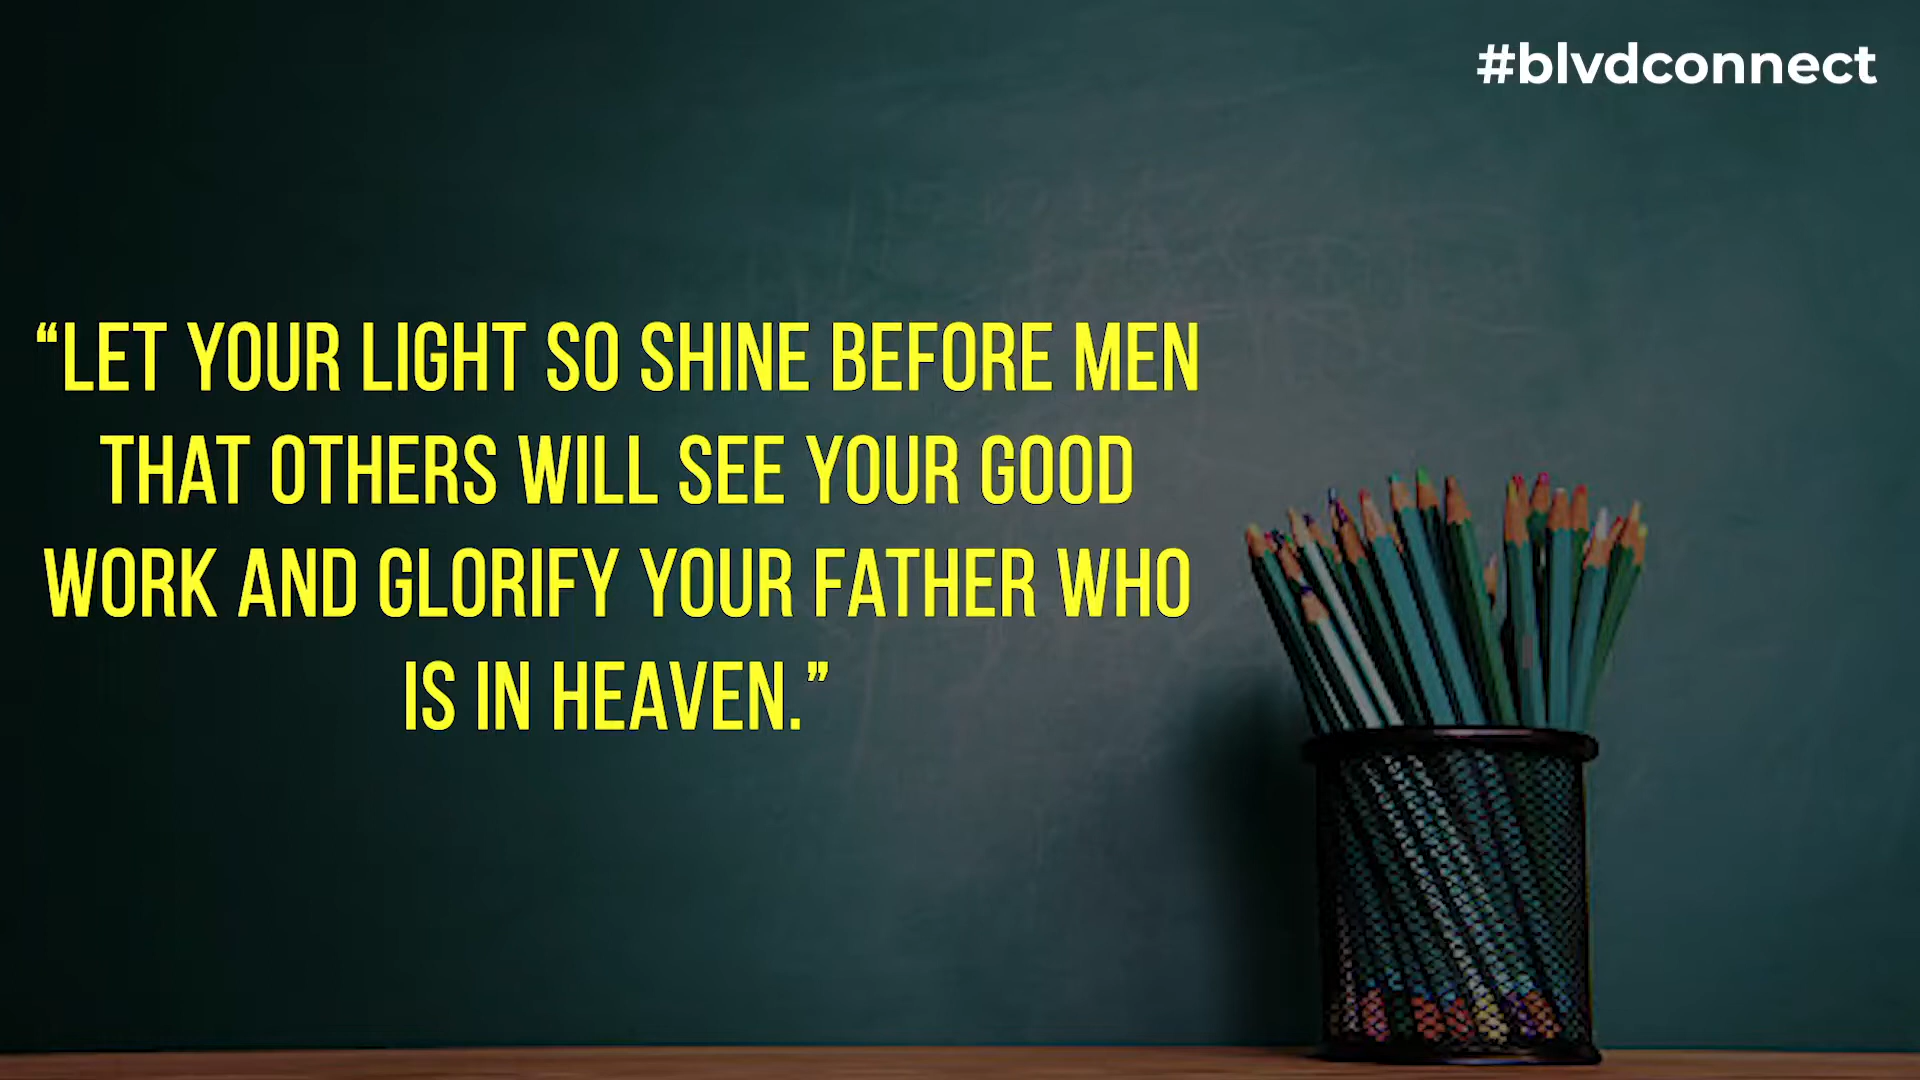 #blvdconnect
“LET YOUR LIGHT SO SHINE BEFORE MEN
THAT OTHERS WILL SEE YOUR GOOD
WORK AND GLORIFY YOUR FATHER WHO
IS IN HEAVEN.”